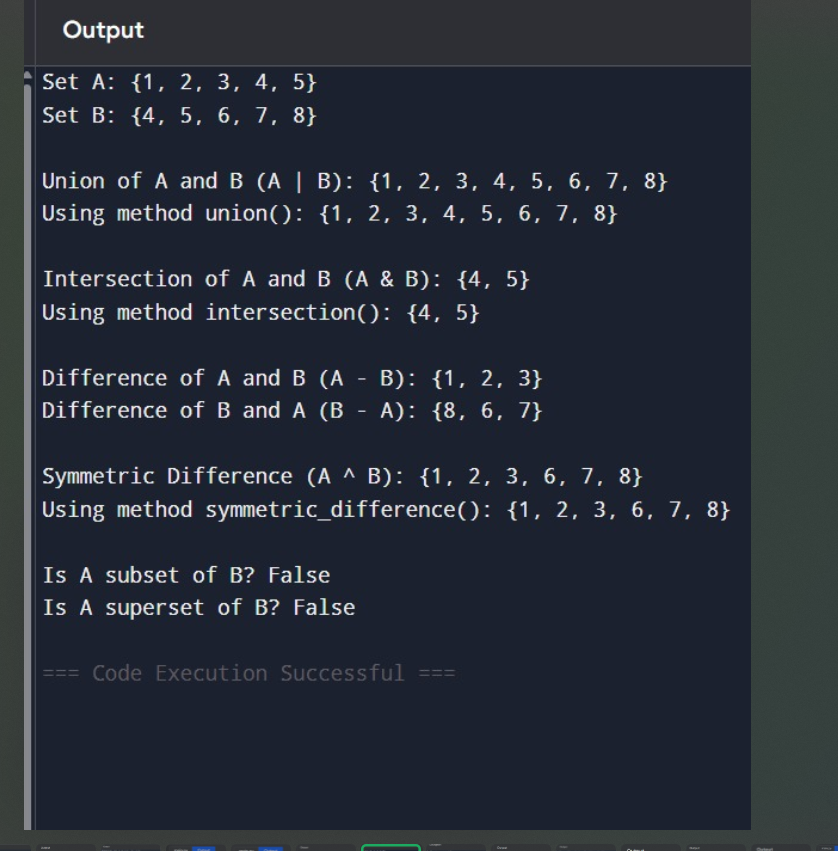 Output
Set A: {1, 2, 3, 4, 5}
Set B: {4, 5, 6, 7, 8}
Union of A and B (A | B): {1, 2, 3, 4, 5, 6, 7, 8}
Using method union(): {1, 2, 3, 4, 5, 6, 7, 8}
Intersection of A and B (A & B): {4, 5}
Using method intersection(): {4, 5}
Difference of A and B (A - B): {1, 2, 3}
Difference of B and A (B - A): {8, 6, 7}
Symmetric Difference (A ^ B): {1, 2, 3, 6, 7, 8}
Using method symmetric_difference(): {1, 2, 3, 6, 7, 8}
Is A subset of B? False
Is A superset of B? False
=== Code Execution Successful ===